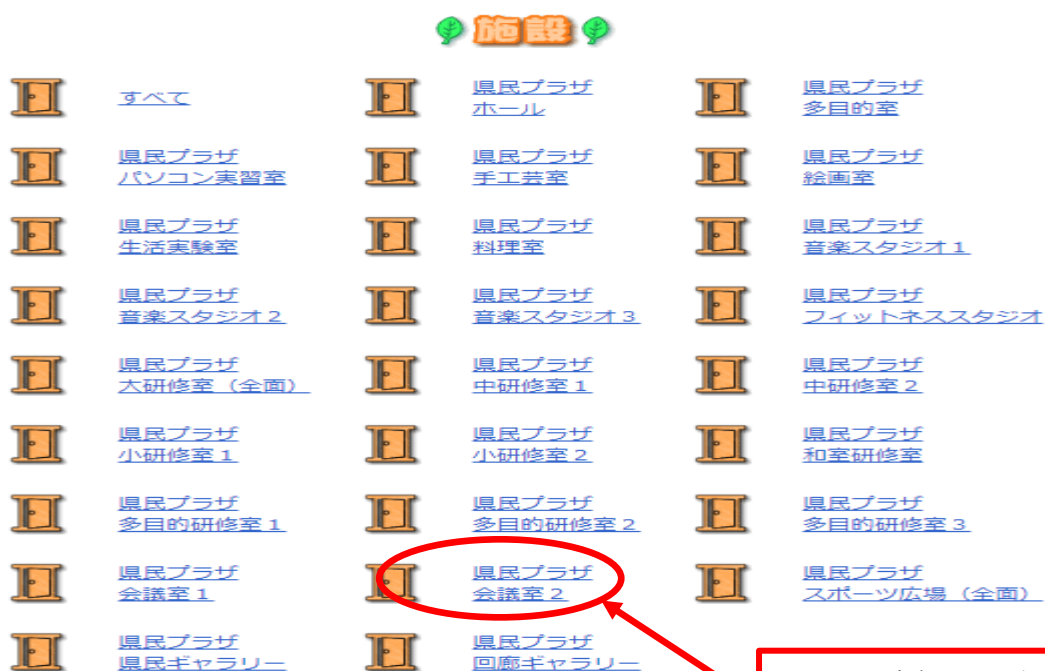 施設
すべて
県民プラザ
ホール
県民プラザ
多目的室
県民プラザ
パソコン実習室
県民プラザ
手工芸室
県民プラザ
絵画室
県民プラザ
生活実験室
県民プラザ
料理室
県民プラザ
音楽スタジオ1
県民プラザ
音楽スタジオ2
県民プラザ
音楽スタジオ3
県民プラザ
フィットネススタジオ
県民プラザ
大研修室（全面）
県民プラザ
中研修室1
県民プラザ
中研修室2
県民プラザ
小研修室1
県民プラザ
小研修室2
県民プラザ
和室研修室
県民プラザ
多目的研修室1
県民プラザ
多目的研修室2
県民プラザ
多目的研修室3
県民プラザ
会議室1
県民プラザ
会議室2
県民プラザ
スポーツ広場（全面）
県民プラザ
県民ギャラリー
県民プラザ
回廊ギャラリー